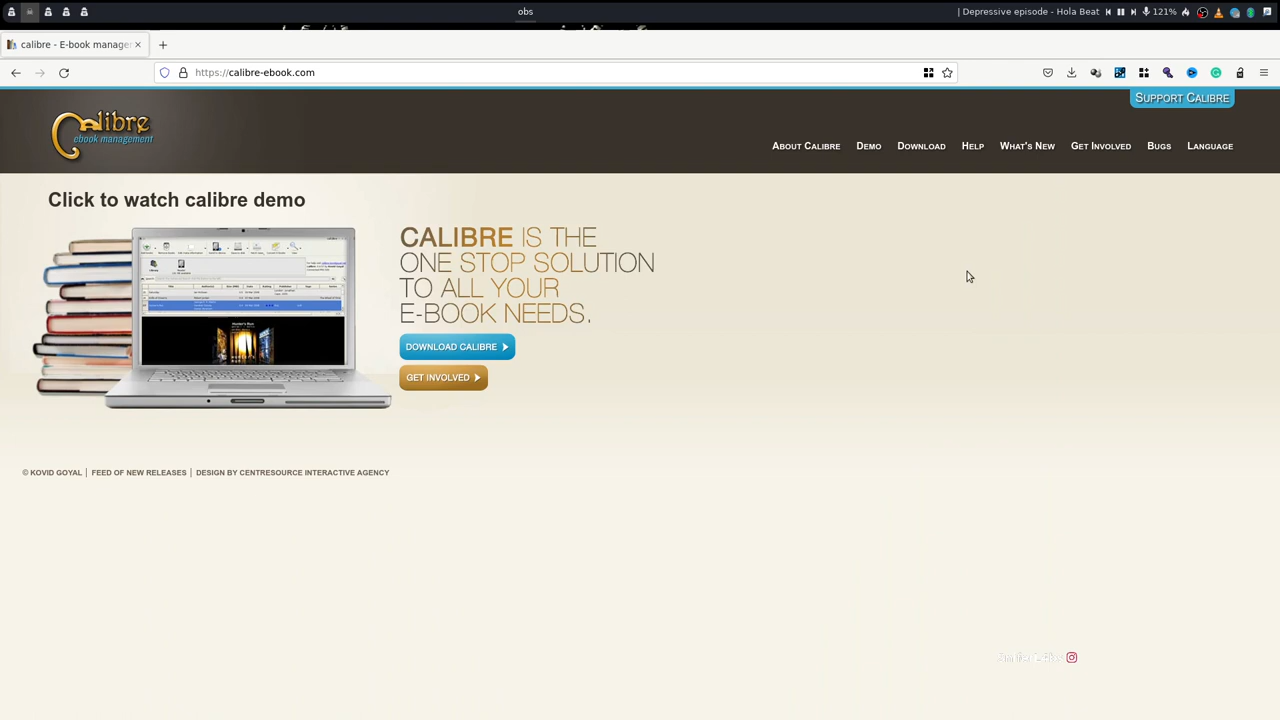 obs
| Depressive episode - Hola Beat
121%
calibre - E-book manage
https://calibre-ebook.com
Support Calibre
Calibre
ebook management
About Calibre
Demo
Download
Help
What's New
Get Involved
Bugs
Language
Click to watch calibre demo
CALIBRE IS THE
ONE STOP SOLUTION
TO ALL YOUR
E-BOOK NEEDS.
DOWNLOAD CALIBRE
GET INVOLVED
© KOVID GOYAL | FEED OF NEW RELEASES | DESIGN BY CENTRESOURCE INTERACTIVE AGENCY